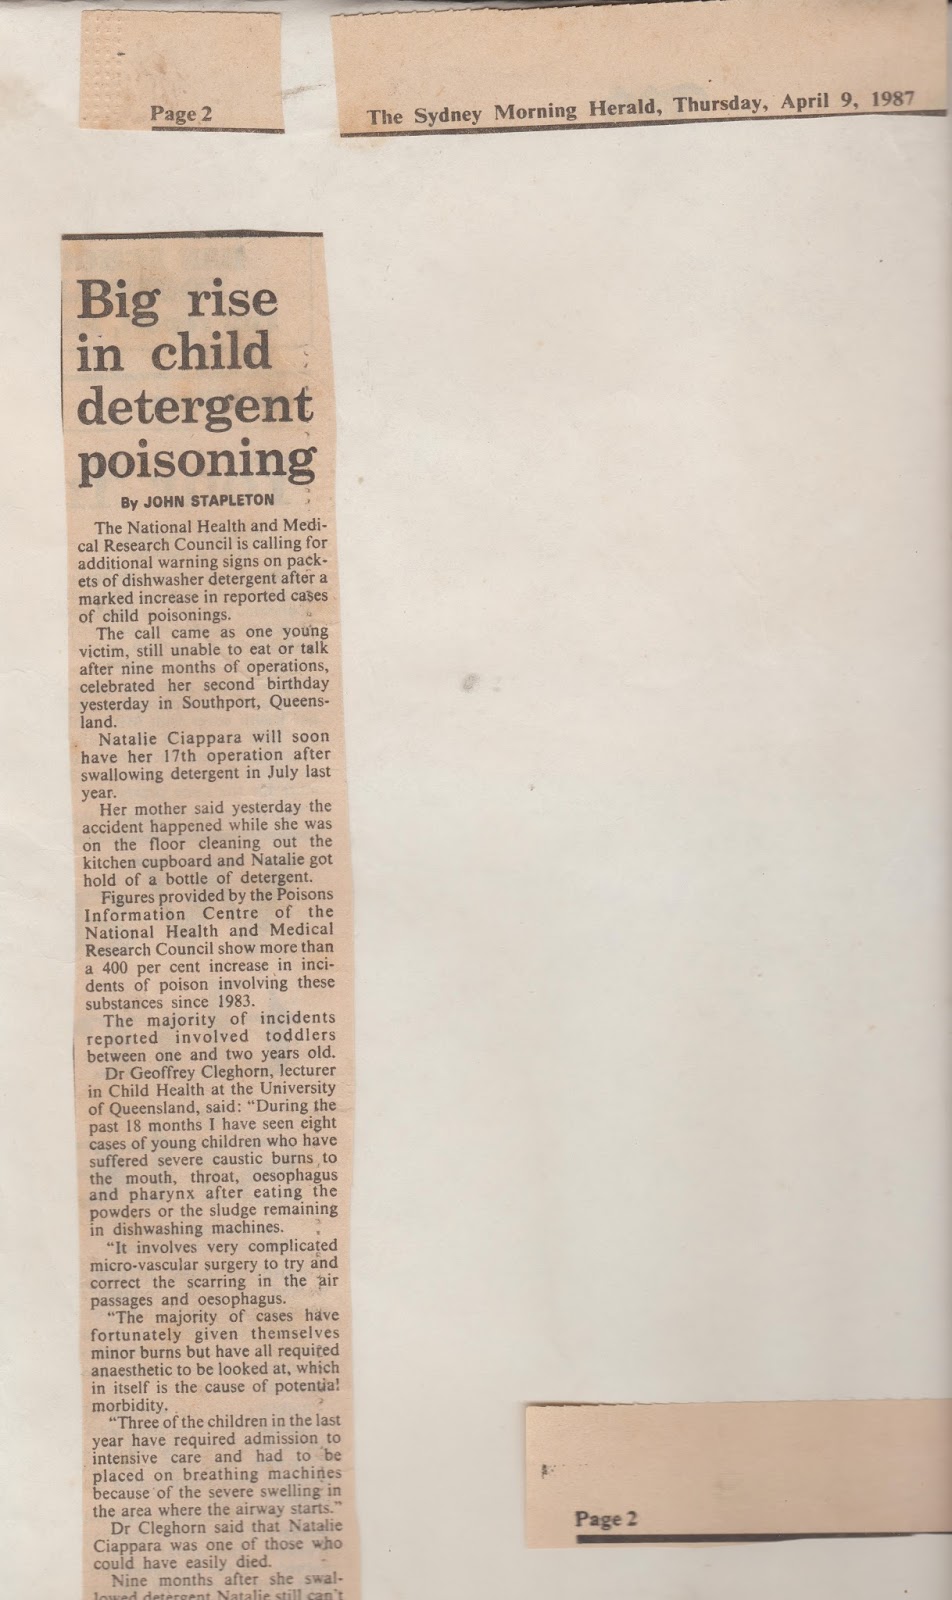 Page 2
The Sydney Morning Herald, Thursday, April 9, 1987
Big rise
in child
detergent
poisoning
By JOHN STAPLETON
The National Health and Medi-
cal Research Council is calling for
additional warning signs on pack-
ets of dishwasher detergent after a
marked increase in reported cases
of child poisonings.
The call came as one young
victim, still unable to eat or talk
after nine months of operations,
celebrated her second birthday
yesterday in Southport, Queens-
land.
Natalie Ciappara will soon
have her 17th operation after
swallowing detergent in July last
year.
Her mother said yesterday the
accident happened while she was
on the floor cleaning out the
kitchen cupboard and Natalie got
hold of a bottle of detergent.
Figures provided by the Poisons
Information Centre of the
National Health and Medical
Research Council show more than
a 400 per cent increase in inci-
dents of poison involving these
substances since 1983.
The majority of incidents
reported involved toddlers
between one and two years old.
Dr Geoffrey Cleghorn, lecturer
in Child Health at the University
of Queensland, said: "During the
past 18 months I have seen eight
cases of young children who have
suffered severe caustic burns to
the mouth, throat, oesophagus
and pharynx after eating the
powders or the sludge remaining
in dishwashing machines.
"It involves very complicated
micro-vascular surgery to try and
correct the scarring in the air
passages and oesophagus.
"The majority of cases have
fortunately given themselves
minor burns but have all required
anaesthetic to be looked at, which
in itself is the cause of potential
morbidity.
"Three of the children in the last
year have required admission to
intensive care and had to be
placed on breathing machines
because of the severe swelling in
the area where the airway starts."
Dr Cleghorn said that Natalie
Ciappara was one of those who
could have easily died.
Nine months after she swal-
lowed detergent Natalie still can't
Page 2